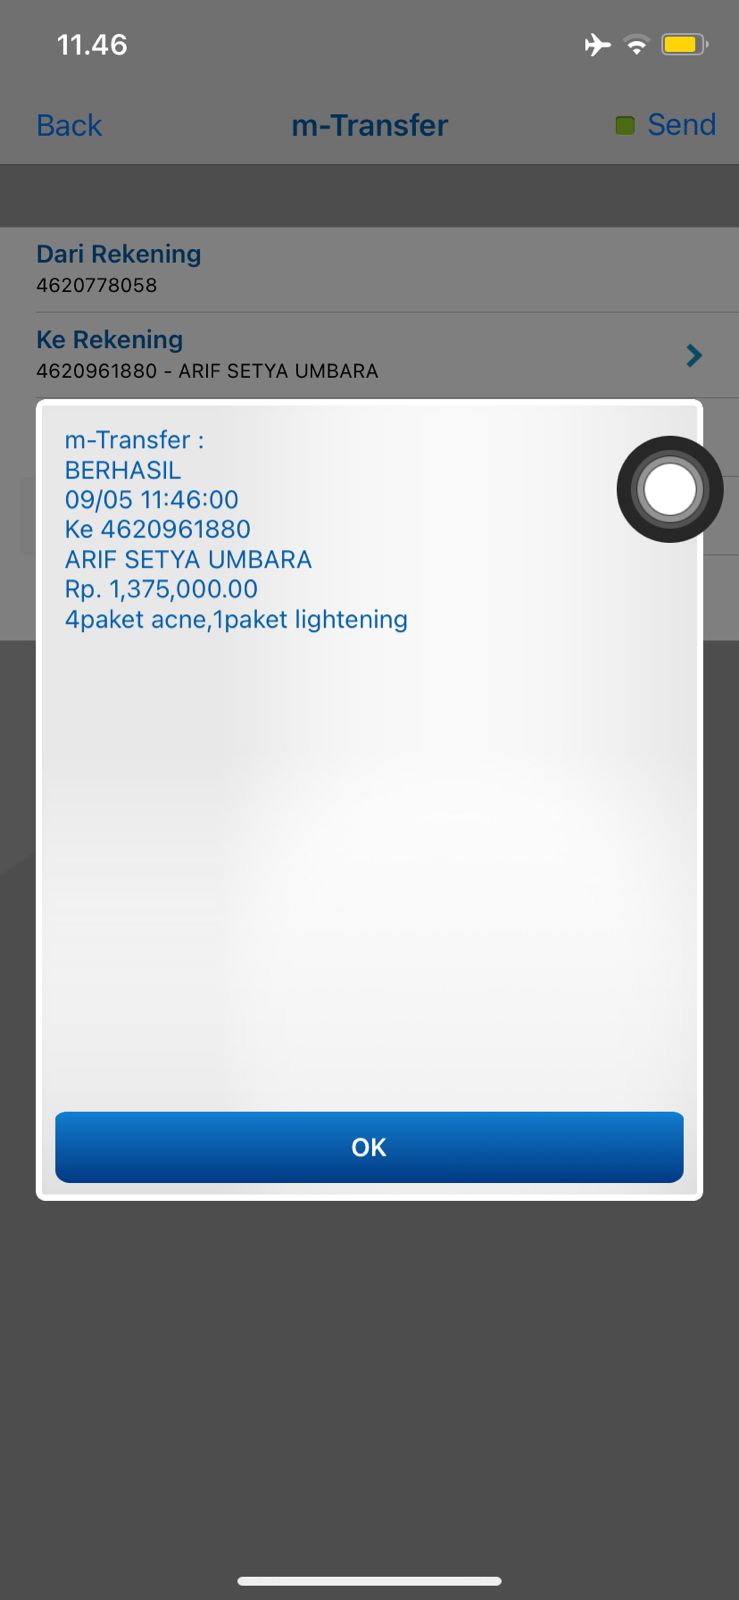 11.46
Back m-Transfer Send
Dari Rekening
4620778058
Ke Rekening
4620961880 - ARIF SETYA UMBARA
m-Transfer :
BERHASIL
09/05 11:46:00
Ke 4620961880
ARIF SETYA UMBARA
Rp. 1,375,000.00
4paket acne,1paket lightening
OK